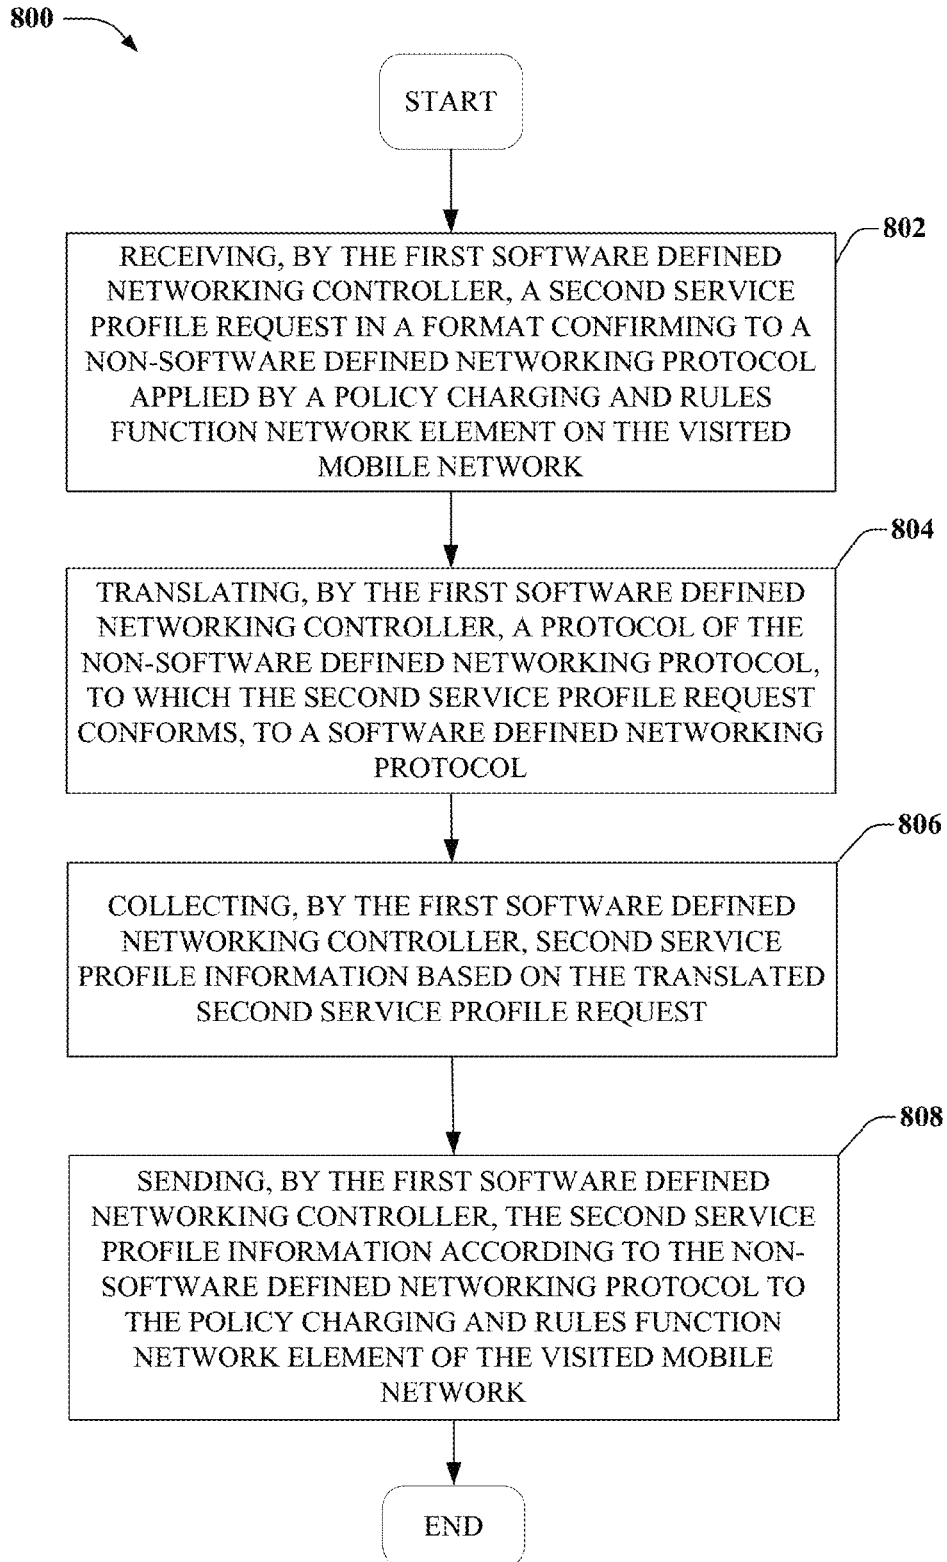 800
START
802
RECEIVING, BY THE FIRST SOFTWARE DEFINED
NETWORKING CONTROLLER, A SECOND SERVICE
PROFILE REQUEST IN A FORMAT CONFIRMING TO A
NON-SOFTWARE DEFINED NETWORKING PROTOCOL
APPLIED BY A POLICY CHARGING AND RULES
FUNCTION NETWORK ELEMENT ON THE VISITED
MOBILE NETWORK
804
TRANSLATING, BY THE FIRST SOFTWARE DEFINED
NETWORKING CONTROLLER, A PROTOCOL OF THE
NON-SOFTWARE DEFINED NETWORKING PROTOCOL,
TO WHICH THE SECOND SERVICE PROFILE REQUEST
CONFORMS, TO A SOFTWARE DEFINED NETWORKING
PROTOCOL
806
COLLECTING, BY THE FIRST SOFTWARE DEFINED
NETWORKING CONTROLLER, SECOND SERVICE
PROFILE INFORMATION BASED ON THE TRANSLATED
SECOND SERVICE PROFILE REQUEST
808
SENDING, BY THE FIRST SOFTWARE DEFINED
NETWORKING CONTROLLER, THE SECOND SERVICE
PROFILE INFORMATION ACCORDING TO THE NON-
SOFTWARE DEFINED NETWORKING PROTOCOL TO
THE POLICY CHARGING AND RULES FUNCTION
NETWORK ELEMENT OF THE VISITED MOBILE
NETWORK
END